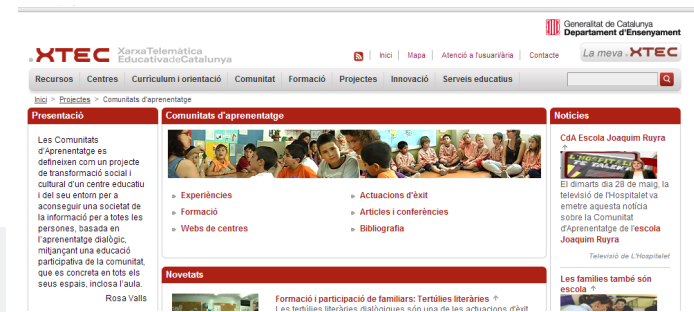 Generalitat de Catalunya
Departament d'Ensenyament
XTEC XarxaTelemàtica
EducativadeCatalunya
Inici Mapa Atenció a l'usuari/ària Contacte
La meva XTEC
Recursos Centres Currículum i orientació Comunitat Formació Projectes Innovació Serveis educatius
Inici > Projectes > Comunitats d'aprenentatge
Presentació
Les Comunitats
d'Aprenentatge es
defineixen com un projecte
de transformació social i
cultural d'un centre educatiu
i del seu entorn per a
aconseguir una societat de
la informació per a totes les
persones, basada en
l'aprenentatge dialògic,
mitjançant una educació
participativa de la comunitat,
que es concreta en tots els
seus espais, inclosa l'aula.
Rosa Valls
Comunitats d'aprenentatge
» Experiències
» Formació
» Webs de centres
» Actuacions d'èxit
» Articles i conferències
» Bibliografia
Novetats
Formació i participació de familiars: Tertúlies literàries
Les tertúlies literàries dialògiques són una de les actuacions d'èxit
Notícies
CdA Escola Joaquim Ruyra
L'HOSPITALET
TÉ TALENT
El dimarts dia 28 de maig, la
televisió de l'Hospitalet va
emetre aquesta notícia
sobre la Comunitat
d'Aprenentatge de l'escola
Joaquim Ruyra
Televisió de L'Hospitalet
Les famílies també són
escola